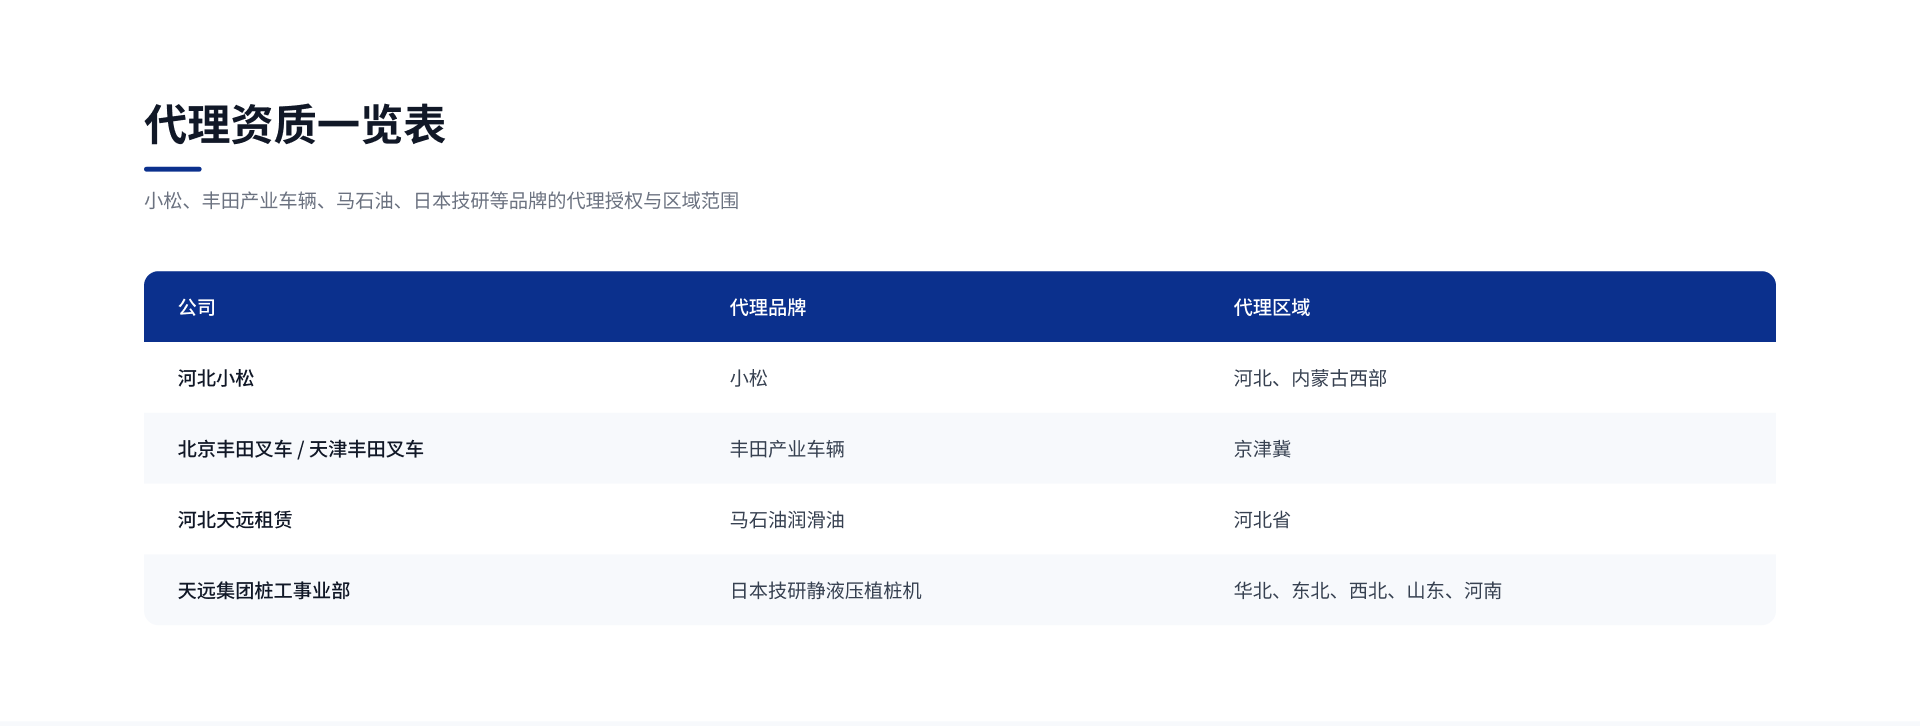 代理资质一览表
小松、丰田产业车辆、马石油、日本技研等品牌的代理授权与区域范围
公司 代理品牌 代理区域
河北小松 小松 河北、内蒙古西部
北京丰田叉车 / 天津丰田叉车 丰田产业车辆 京津冀
河北天远租赁 马石油润滑油 河北省
天远集团桩工事业部 日本技研静液压植桩机 华北、东北、西北、山东、河南